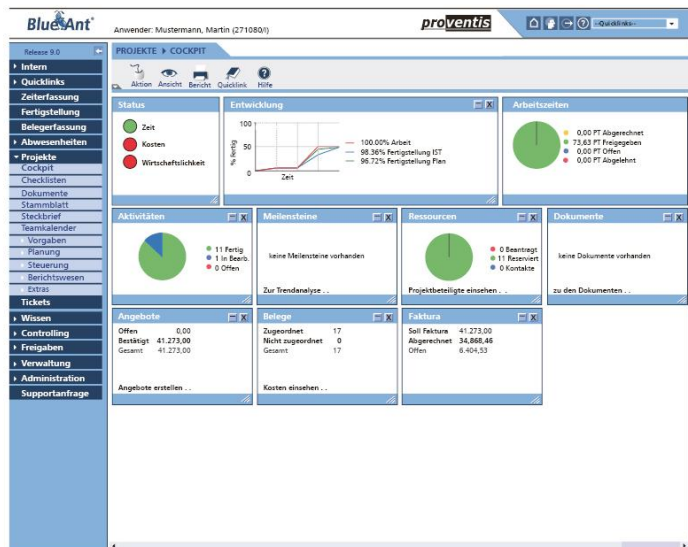 Blue Ant
Anwender: Mustermann, Martin (271080/I)
proventis
--Quicklinks--
Release 9.0
PROJEKTE COCKPIT
Intern
Quicklinks
Zeiterfassung
Fertigstellung
Belegerfassung
Abwesenheiten
Projekte
Cockpit
Checklisten
Dokumente
Stammblatt
Steckbrief
Teamkalender
Vorgaben
Planung
Steuerung
Berichtswesen
Extras
Tickets
Wissen
Controlling
Freigaben
Verwaltung
Administration
Supportanfrage
Aktion Ansicht Bericht Quicklink Hilfe
Status
Zeit
Kosten
Wirtschaftlichkeit
Entwicklung
% Fertig
100
50
0
Zeit
100.00% Arbeit
98.36% Fertigstellung IST
96.72% Fertigstellung Plan
Arbeitszeiten
0,00 PT Abgerechnet
73,63 PT Freigegeben
0,00 PT Offen
0,00 PT Abgelehnt
Aktivitäten
11 Fertig
1 In Bearb.
0 Offen
Meilensteine
keine Meilensteine vorhanden
Zur Trendanalyse . .
Ressourcen
0 Beantragt
11 Reserviert
0 Kontakte
Projektbeteiligte einsehen . .
Dokumente
keine Dokumente vorhanden
zu den Dokumenten . .
Angebote
Offen 0,00
Bestätigt 41.273,00
Gesamt 41.273,00
Angebote erstellen . .
Belege
Zugeordnet 17
Nicht zugeordnet 0
Gesamt 17
Kosten einsehen . .
Faktura
Soll Faktura 41.273,00
Abgerechnet 34,868,46
Offen 6.404,53